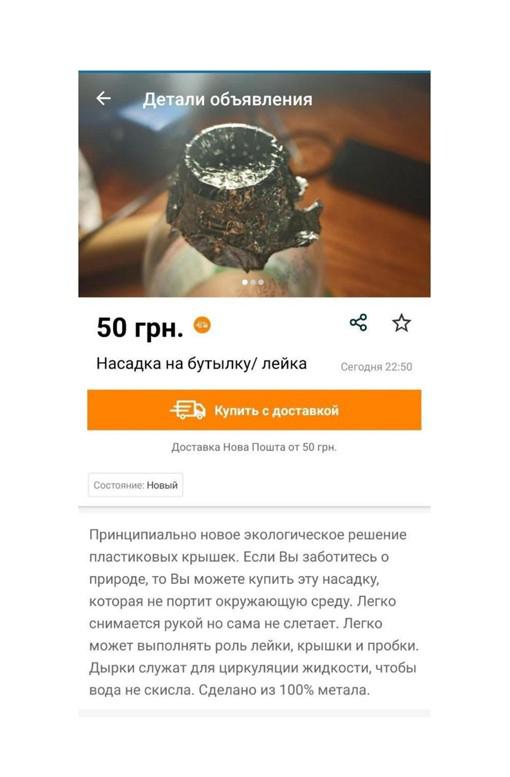 Детали объявления
50 грн.
Насадка на бутылку/ лейка
Сегодня 22:50
Купить с доставкой
Доставка Нова Пошта от 50 грн.
Состояние: Новый
Принципиально новое экологическое решение
пластиковых крышек. Если Вы заботитесь о
природе, то Вы можете купить эту насадку,
которая не портит окружающую среду. Легко
снимается рукой но сама не слетает. Легко
может выполнять роль лейки, крышки и пробки.
Дырки служат для циркуляции жидкости, чтобы
вода не скисла. Сделано из 100% метала.